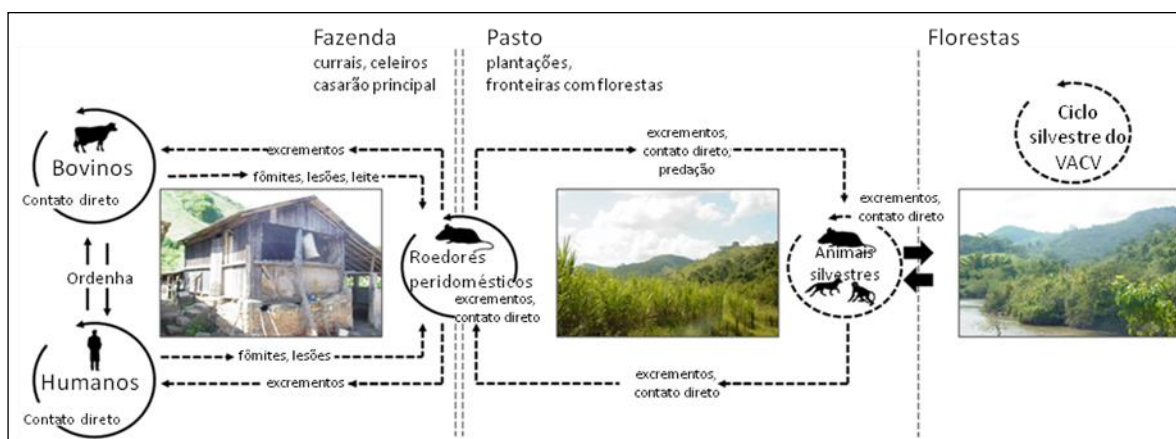 Fazenda
currais, celeiros
casarão principal
Pasto
plantações,
fronteiras com florestas
Florestas
Bovinos
Contato direto
excrementos
fômites, lesões, leite
Ordenha
Humanos
Contato direto
fômites, lesões
excrementos
Roedores
peridomésticos
excrementos,
contato direto
excrementos,
contato direto,
predação
excrementos,
contato direto
excrementos,
contato direto
Animais
silvestres
Ciclo
silvestre do
VACV